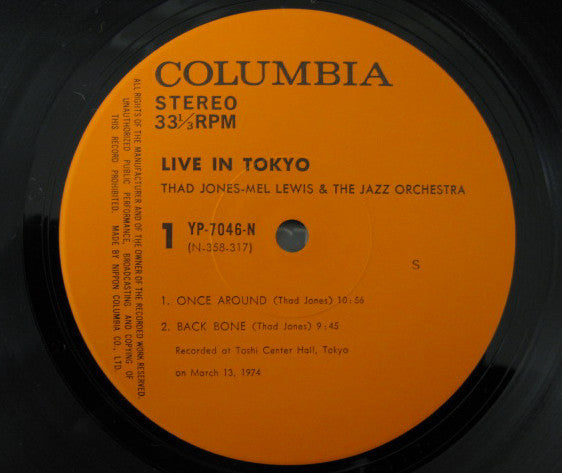 COLUMBIA
STEREO
33⅓RPM
LIVE IN TOKYO
THAD JONES-MEL LEWIS & THE JAZZ ORCHESTRA
1 YP-7046-N
(N-358-317)
S
1. ONCE AROUND (Thad Jones) 10:56
2. BACK BONE (Thad Jones) 9:45
Recorded at Toshi Center Hall, Tokyo
on March 13, 1974
ALL RIGHTS OF THE MANUFACTURER AND OF THE OWNER OF THE RECORDED WORK RESERVED.
UNAUTHORIZED PUBLIC PERFORMANCE, BROADCASTING AND COPYING OF
THIS RECORD PROHIBITED. MADE BY NIPPON COLUMBIA CO., LTD.